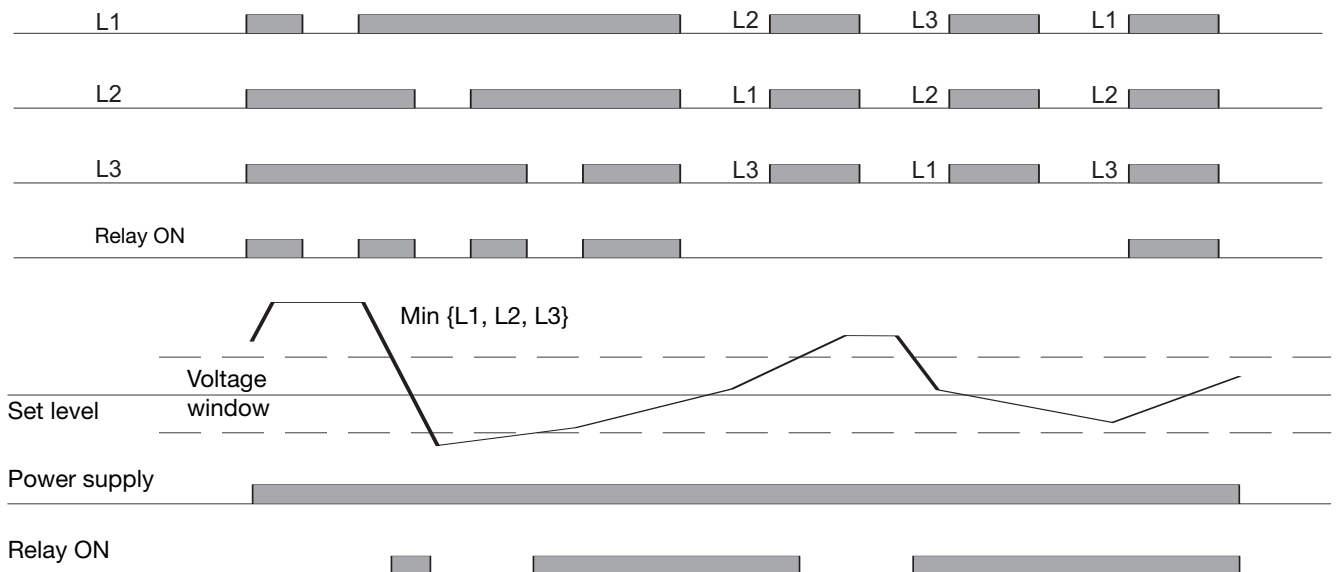 L1 L2 L3 L1
L2 L1 L2 L2
L3 L3 L1 L3
Relay ON
Min {L1, L2, L3}
Voltage
window
Set level
Power supply
Relay ON